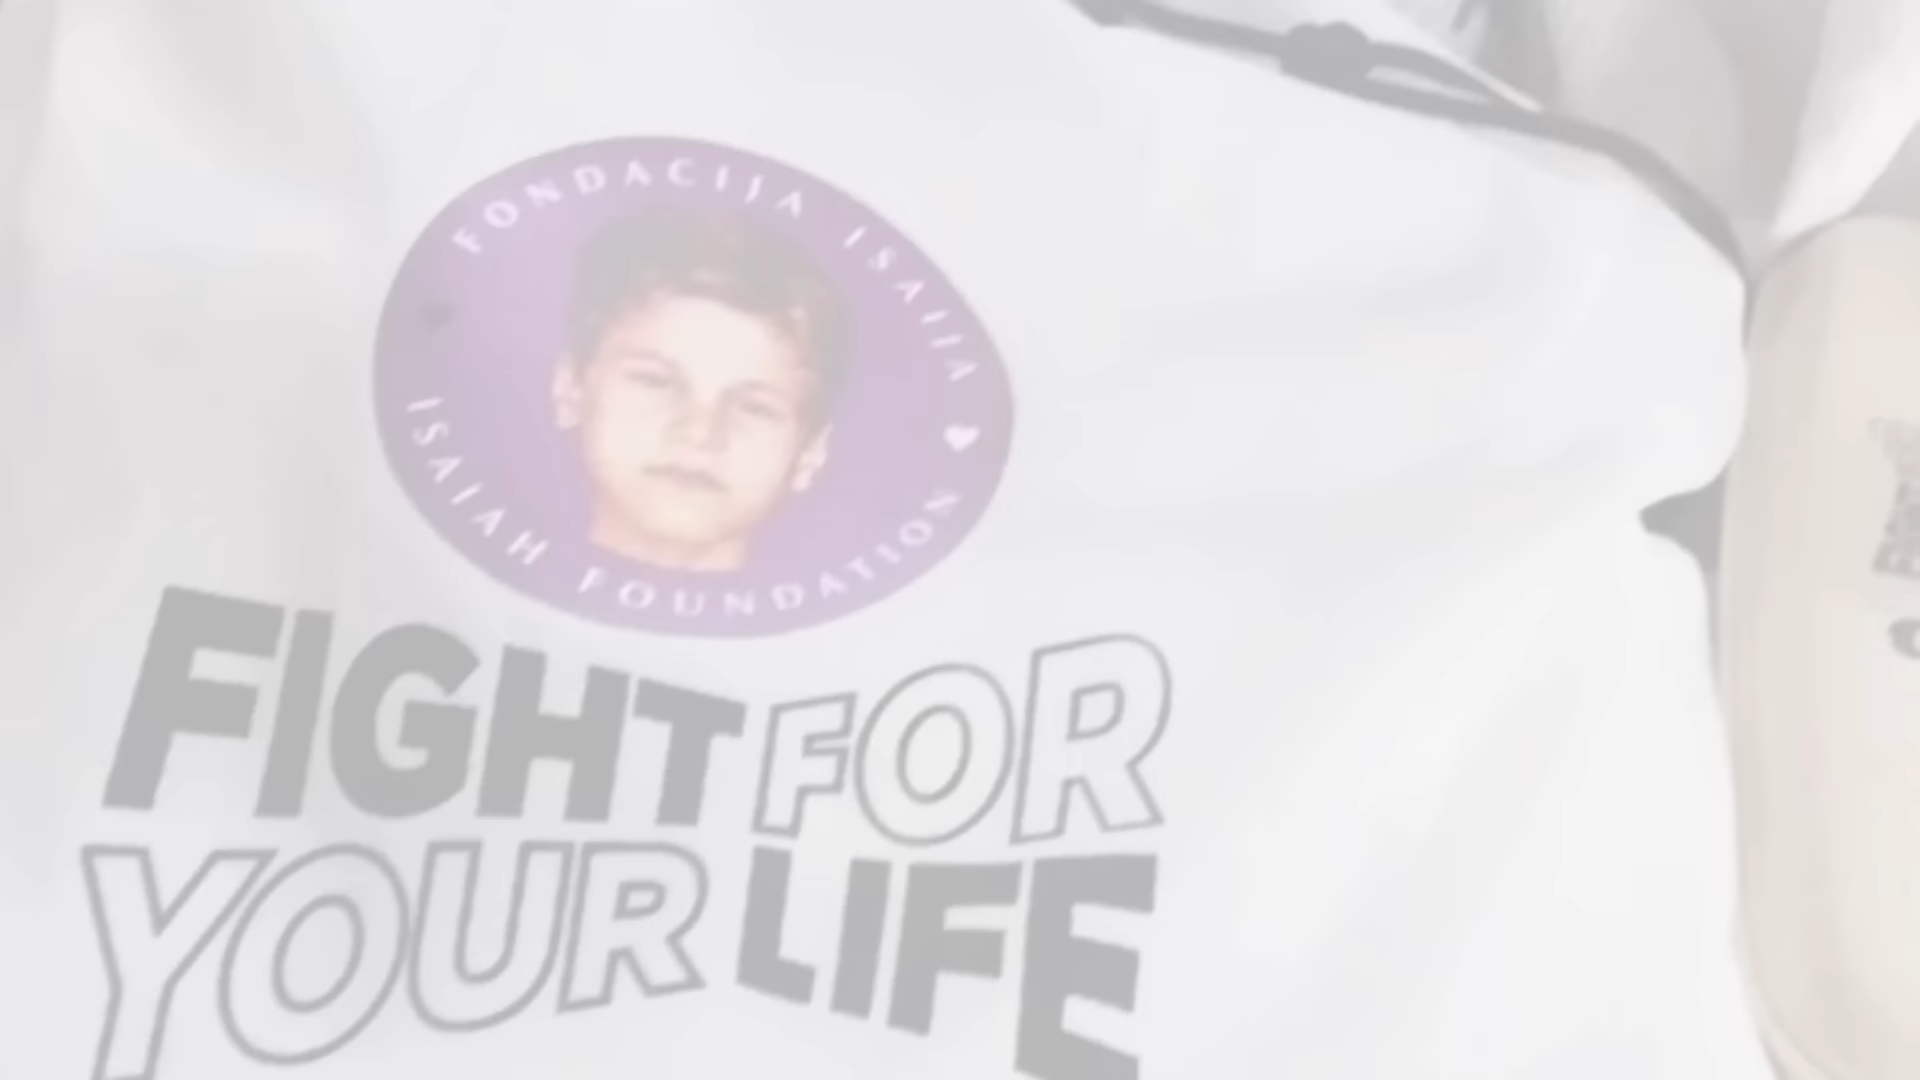 FONDACIJA ISAIJA
ISAIAH FOUNDATION
FIGHT FOR
YOUR LIFE